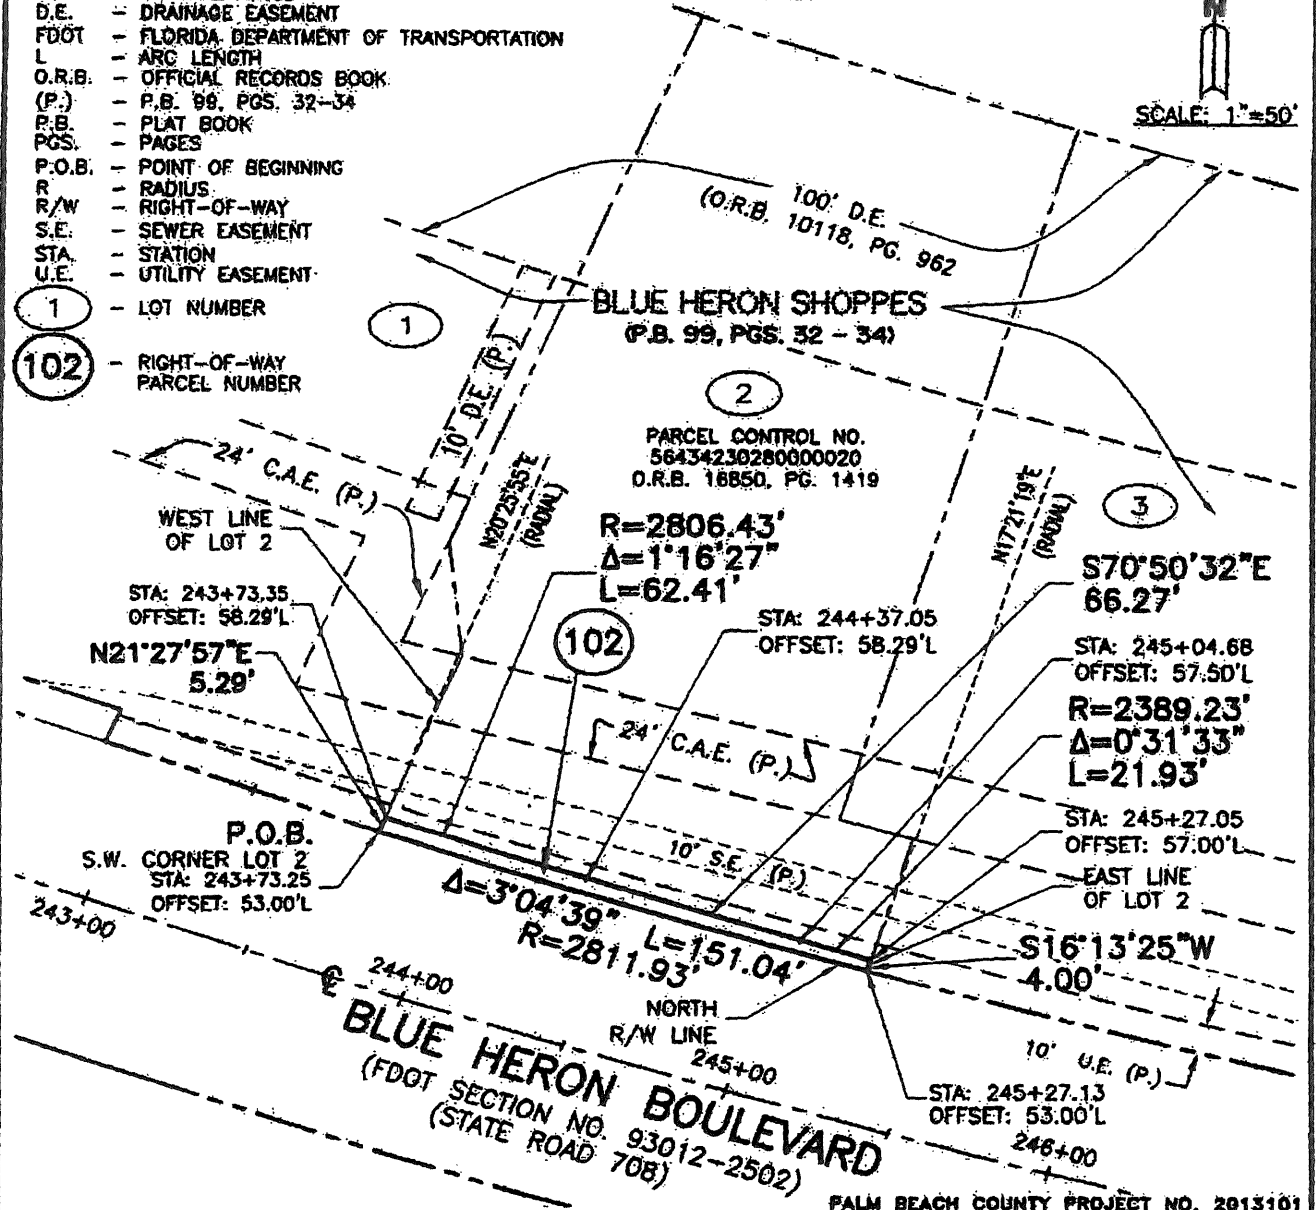 D.E. – DRAINAGE EASEMENT
FDOT – FLORIDA DEPARTMENT OF TRANSPORTATION
L – ARC LENGTH
O.R.B. – OFFICIAL RECORDS BOOK
(P.) – P.B. 99, PGS. 32–34
P.B. – PLAT BOOK
PGS. – PAGES
P.O.B. – POINT OF BEGINNING
R – RADIUS
R/W – RIGHT–OF–WAY
S.E. – SEWER EASEMENT
STA. – STATION
U.E. – UTILITY EASEMENT
1 – LOT NUMBER
102 – RIGHT–OF–WAY
PARCEL NUMBER
N
SCALE: 1"=50'
100' D.E.
(O.R.B. 10118, PG. 962
BLUE HERON SHOPPES
(P.B. 99, PGS. 32 – 34)
1
2
3
PARCEL CONTROL NO.
56434230280000020
O.R.B. 16850, PG. 1419
10' D.E. (P.)
24' C.A.E. (P.)
N20°25'55"E
(RADIAL)
N17°21'19"E
(RADIAL)
WEST LINE
OF LOT 2
R=2806.43'
Δ=1°16'27"
L=62.41'
S70°50'32"E
66.27'
STA: 243+73.35
OFFSET: 58.29'L
102
STA: 244+37.05
OFFSET: 58.29'L
N21°27'57"E
5.29'
STA: 245+04.68
OFFSET: 57.50'L
R=2389.23'
Δ=0°31'33"
L=21.93'
24' C.A.E. (P.)
STA: 245+27.05
OFFSET: 57.00'L
P.O.B.
S.W. CORNER LOT 2
STA: 243+73.25
OFFSET: 53.00'L
10' S.E. (P.)
EAST LINE
OF LOT 2
Δ=3°04'39" L=151.04'
R=2811.93'
S16°13'25"W
4.00'
243+00
244+00
NORTH
R/W LINE
245+00
10' U.E. (P.)
STA: 245+27.13
OFFSET: 53.00'L
246+00
BLUE HERON BOULEVARD
(FDOT SECTION NO. 93012–2502)
(STATE ROAD 708)
PALM BEACH COUNTY PROJECT NO. 2013101